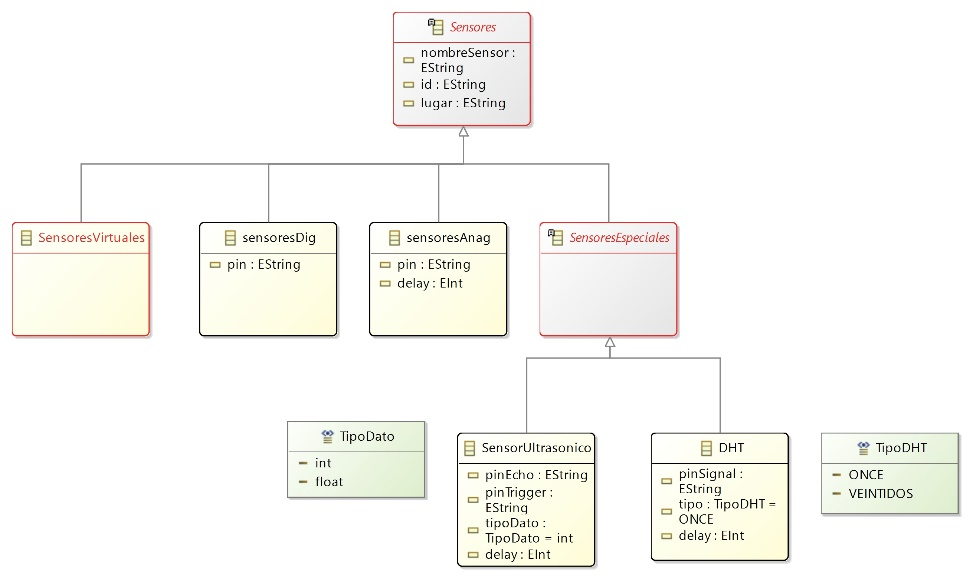 Sensores
nombreSensor :
EString
id : EString
lugar : EString
SensoresVirtuales
sensoresDig
pin : EString
sensoresAnag
pin : EString
delay : EInt
SensoresEspeciales
TipoDato
int
float
SensorUltrasonico
pinEcho : EString
pinTrigger :
EString
tipoDato :
TipoDato = int
delay : EInt
DHT
pinSignal :
EString
tipo : TipoDHT =
ONCE
delay : EInt
TipoDHT
ONCE
VEINTIDOS